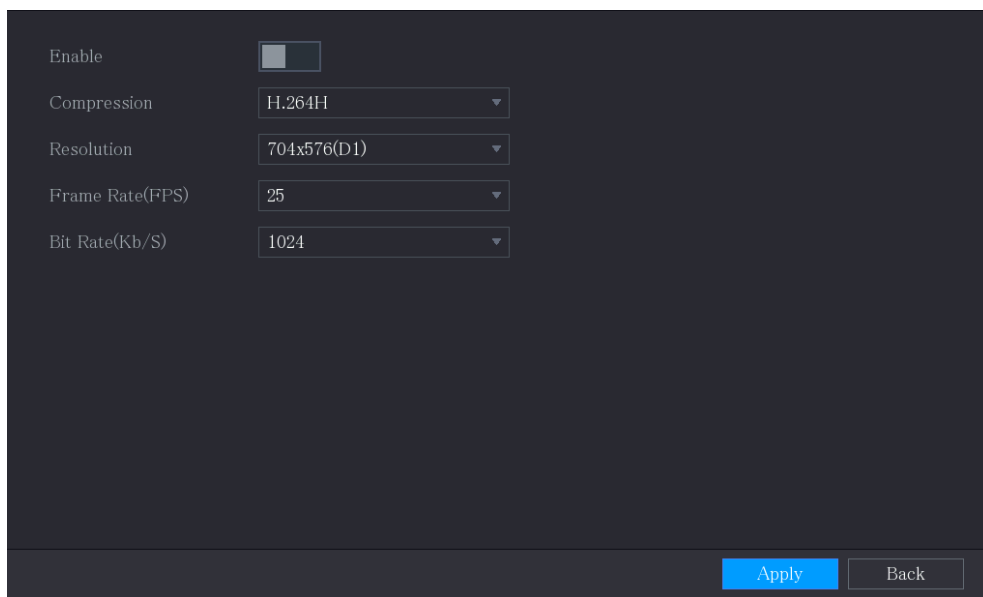 Enable
Compression H.264H
Resolution 704x576(D1)
Frame Rate(FPS) 25
Bit Rate(Kb/S) 1024
Apply Back